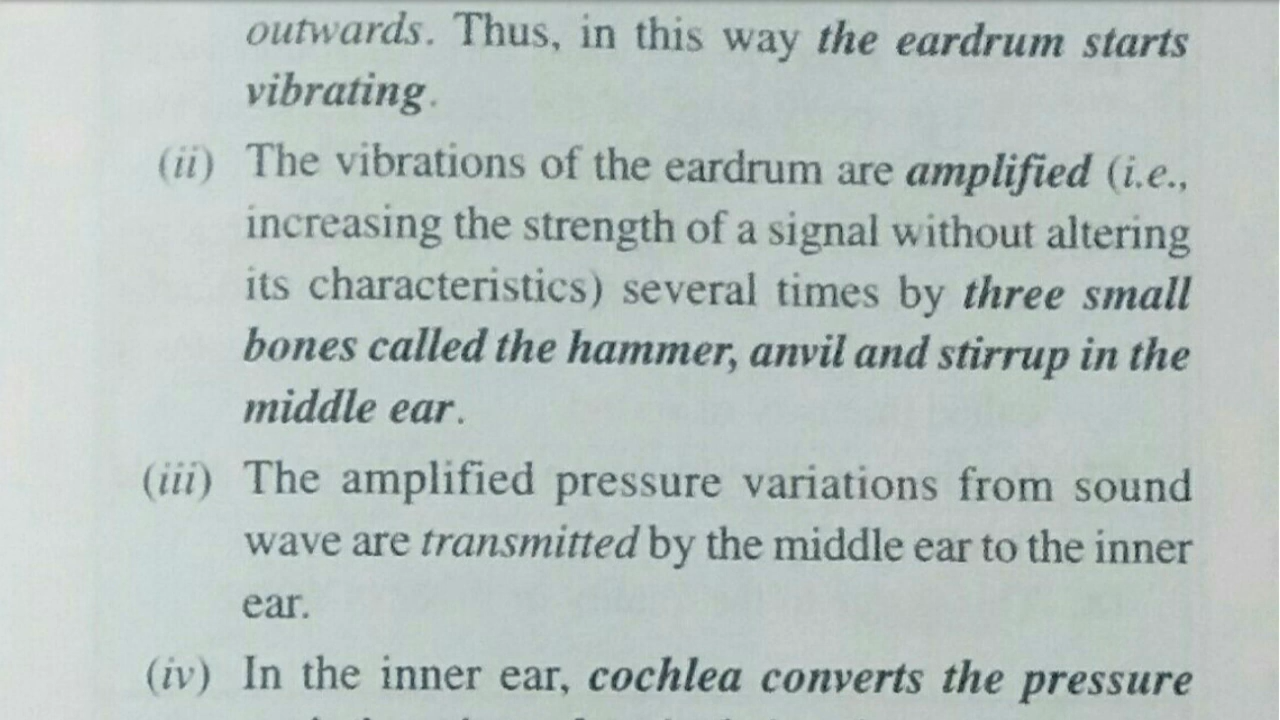 outwards. Thus, in this way the eardrum starts
vibrating.
(ii) The vibrations of the eardrum are amplified (i.e.,
increasing the strength of a signal without altering
its characteristics) several times by three small
bones called the hammer, anvil and stirrup in the
middle ear.
(iii) The amplified pressure variations from sound
wave are transmitted by the middle ear to the inner
ear.
(iv) In the inner ear, cochlea converts the pressure